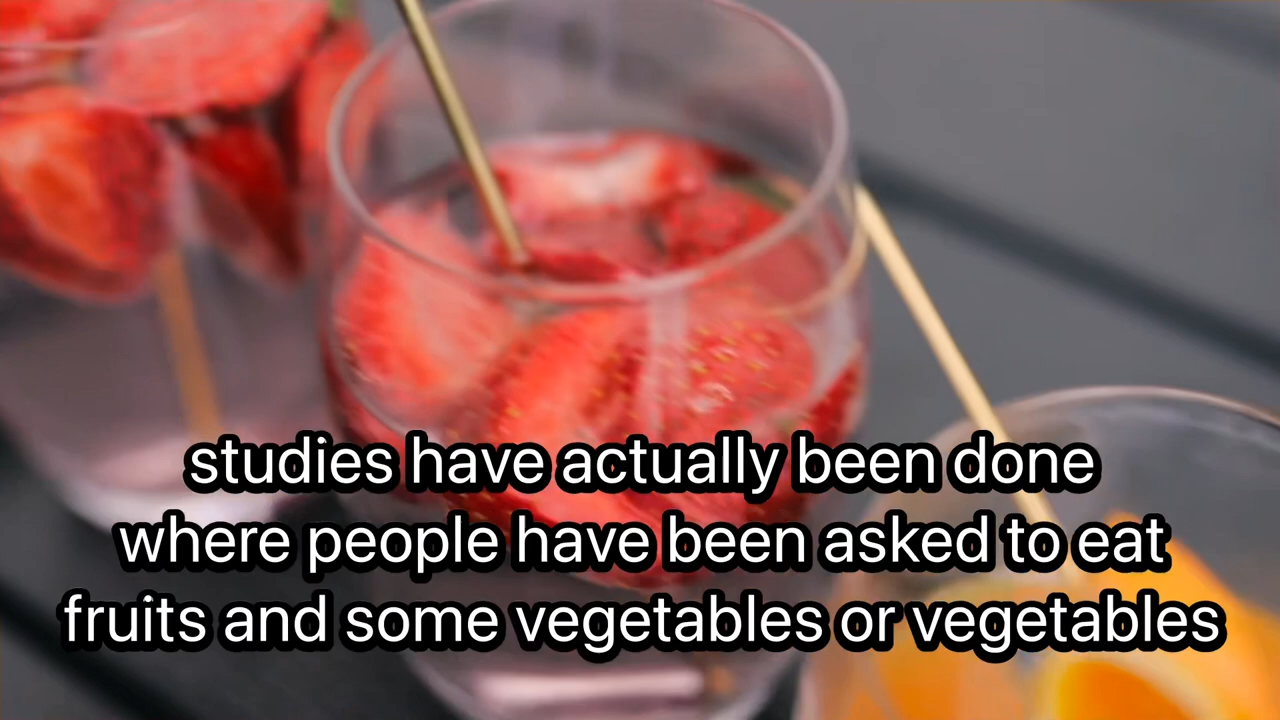 studies have actually been done
where people have been asked to eat
fruits and some vegetables or vegetables